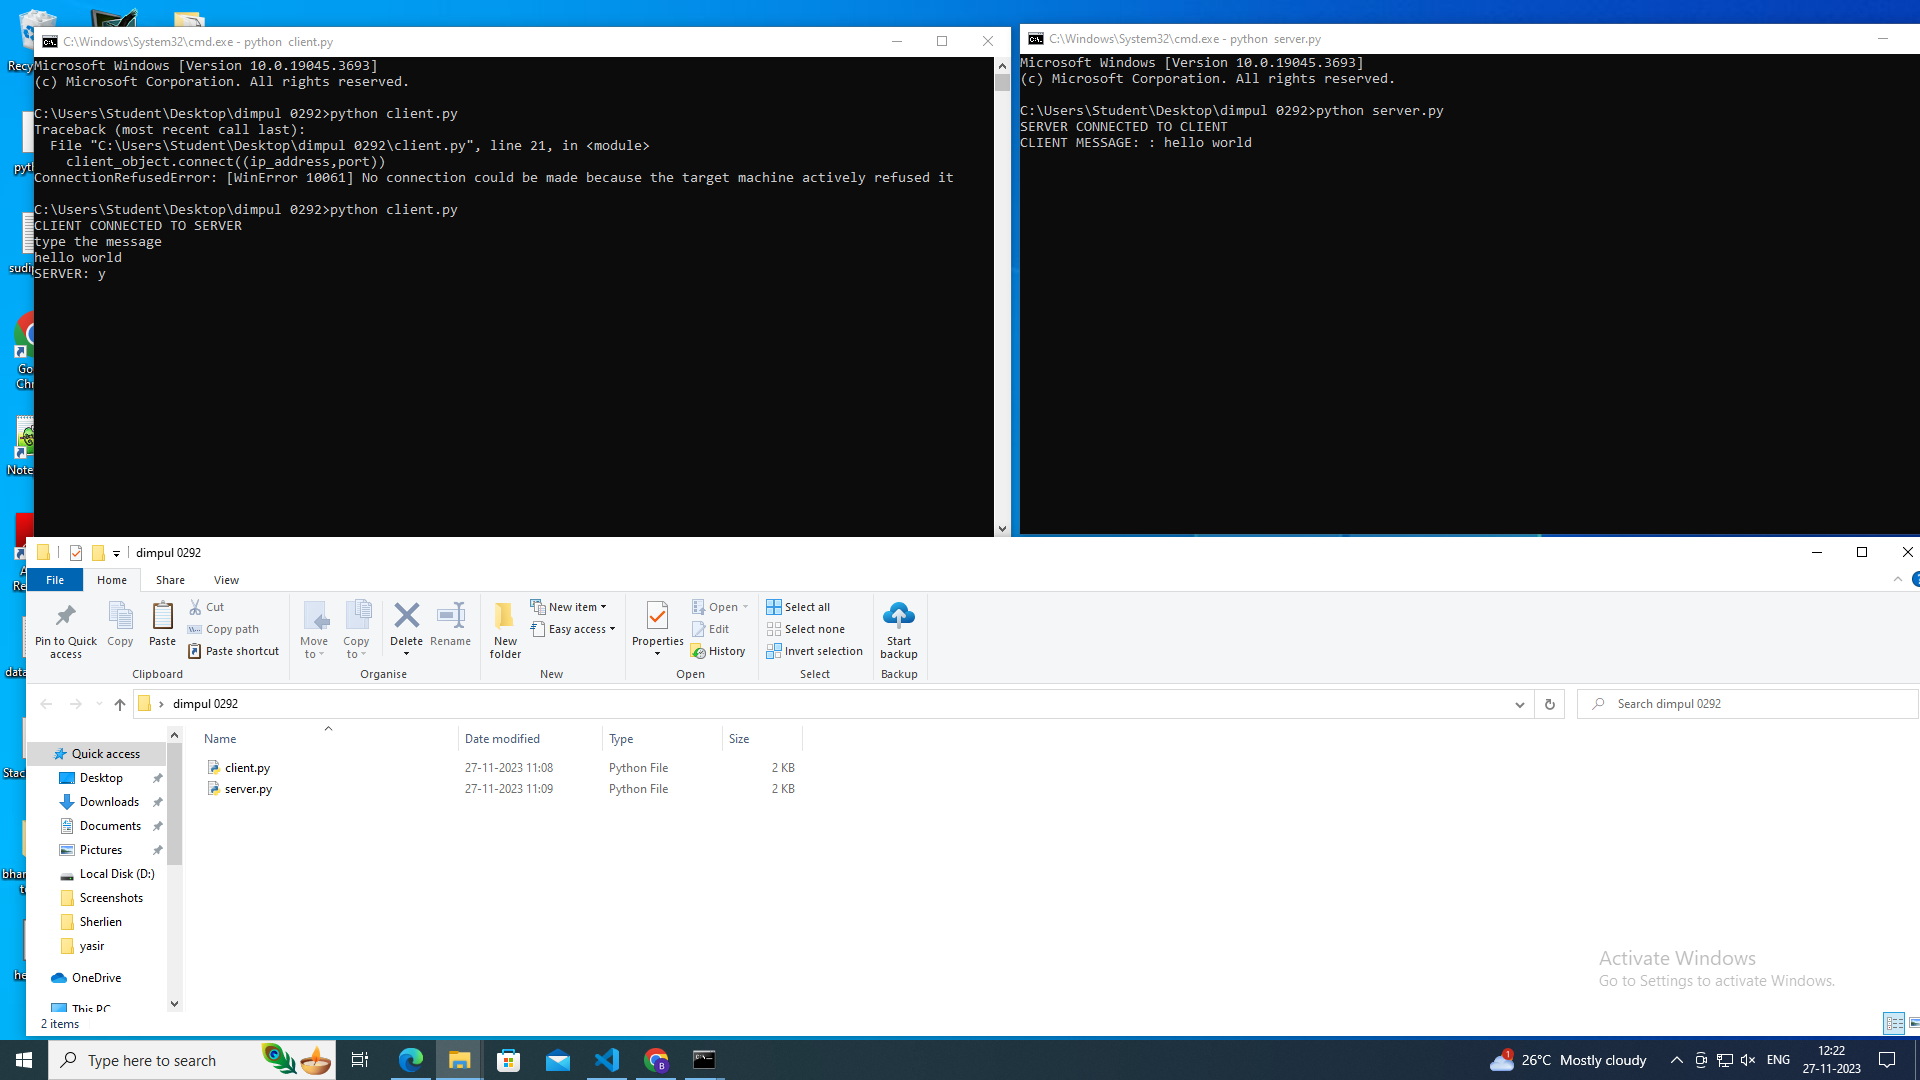 C:\Windows\System32\cmd.exe - python  client.py
Microsoft Windows [Version 10.0.19045.3693]
(c) Microsoft Corporation. All rights reserved.
C:\Users\Student\Desktop\dimpul 0292>python client.py
Traceback (most recent call last):
  File "C:\Users\Student\Desktop\dimpul 0292\client.py", line 21, in <module>
    client_object.connect((ip_address,port))
ConnectionRefusedError: [WinError 10061] No connection could be made because the target machine actively refused it
C:\Users\Student\Desktop\dimpul 0292>python client.py
CLIENT CONNECTED TO SERVER
type the message
hello world
SERVER: y
C:\Windows\System32\cmd.exe - python  server.py
Microsoft Windows [Version 10.0.19045.3693]
(c) Microsoft Corporation. All rights reserved.
C:\Users\Student\Desktop\dimpul 0292>python server.py
SERVER CONNECTED TO CLIENT
CLIENT MESSAGE: : hello world
dimpul 0292
File Home Share View
Pin to Quick access
Copy
Paste
Cut
Copy path
Paste shortcut
Clipboard
Move to
Copy to
Delete
Rename
Organise
New folder
New item
Easy access
New
Properties
Open
Edit
History
Open
Select all
Select none
Invert selection
Select
Start backup
Backup
dimpul 0292
Search dimpul 0292
Quick access
Desktop
Downloads
Documents
Pictures
Local Disk (D:)
Screenshots
Sherlien
yasir
OneDrive
This PC
Name Date modified Type Size
client.py 27-11-2023 11:08 Python File 2 KB
server.py 27-11-2023 11:09 Python File 2 KB
Activate Windows
Go to Settings to activate Windows.
2 items
Type here to search
1
B
26°C Mostly cloudy
ENG
12:22
27-11-2023